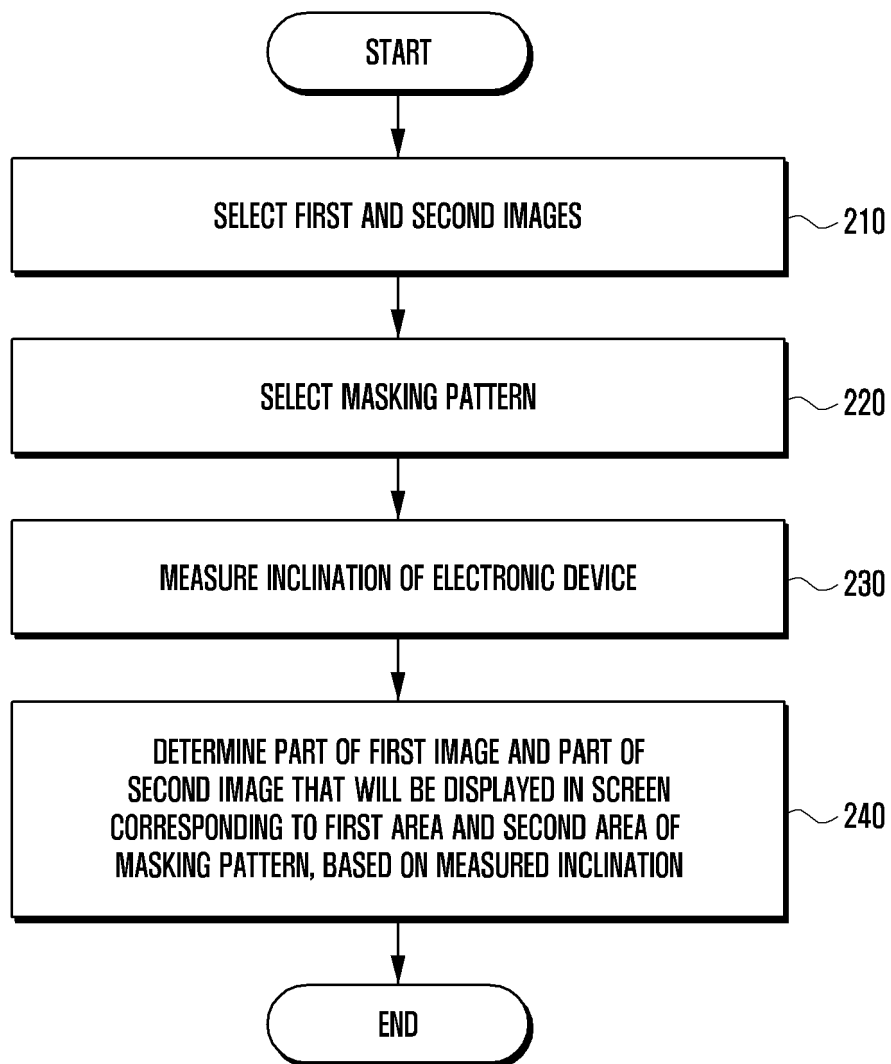 START
SELECT FIRST AND SECOND IMAGES
210
SELECT MASKING PATTERN
220
MEASURE INCLINATION OF ELECTRONIC DEVICE
230
DETERMINE PART OF FIRST IMAGE AND PART OF
SECOND IMAGE THAT WILL BE DISPLAYED IN SCREEN
CORRESPONDING TO FIRST AREA AND SECOND AREA OF
MASKING PATTERN, BASED ON MEASURED INCLINATION
240
END